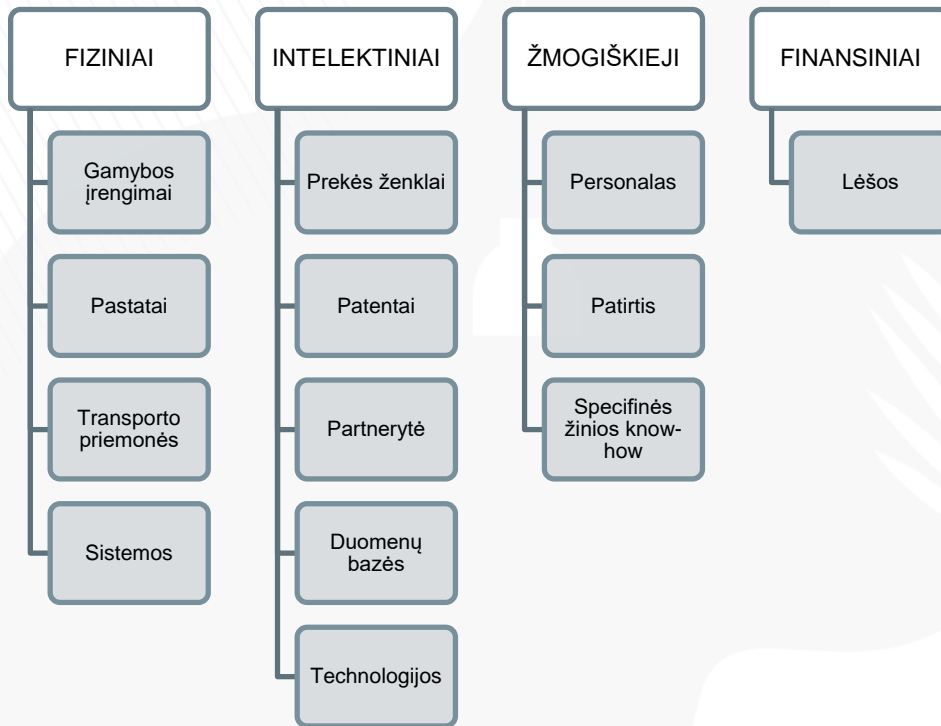 FIZINIAI
Gamybos
įrengimai
Pastatai
Transporto
priemonės
Sistemos
INTELEKTINIAI
Prekės ženklai
Patentai
Partnerytė
Duomenų
bazės
Technologijos
ŽMOGIŠKIEJI
Personalas
Patirtis
Specifinės
žinios know-
how
FINANSINIAI
Lėšos